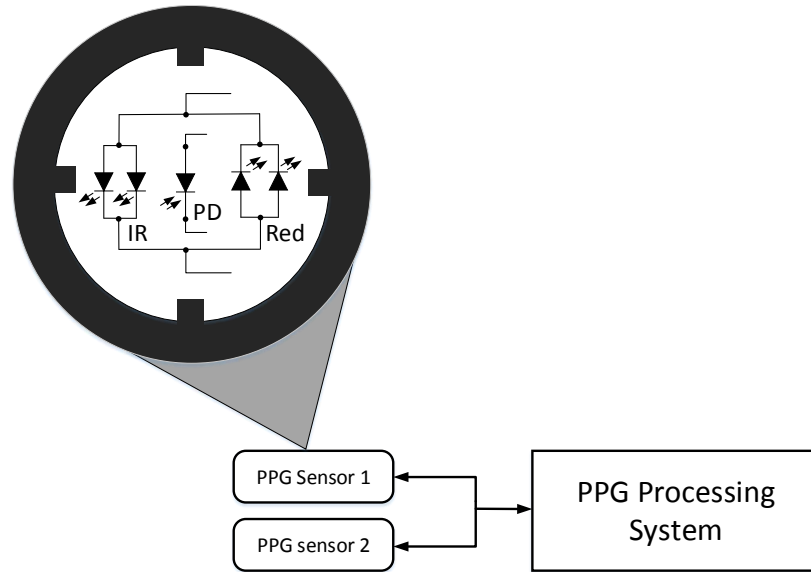 PD
IR
Red
PPG Sensor 1
PPG sensor 2
PPG Processing
System